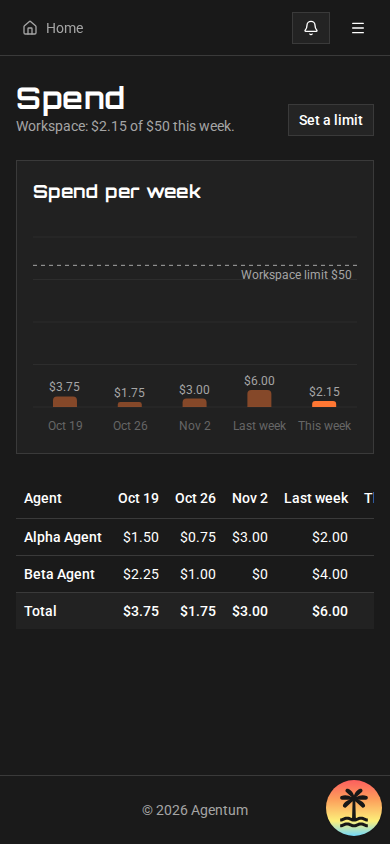 Home
Spend
Workspace: $2.15 of $50 this week.
Set a limit
Spend per week
Workspace limit $50
$3.75 $1.75 $3.00 $6.00 $2.15
Oct 19 Oct 26 Nov 2 Last week This week
Agent Oct 19 Oct 26 Nov 2 Last week
Alpha Agent $1.50 $0.75 $3.00 $2.00
Beta Agent $2.25 $1.00 $0 $4.00
Total $3.75 $1.75 $3.00 $6.00
© 2026 Agentum